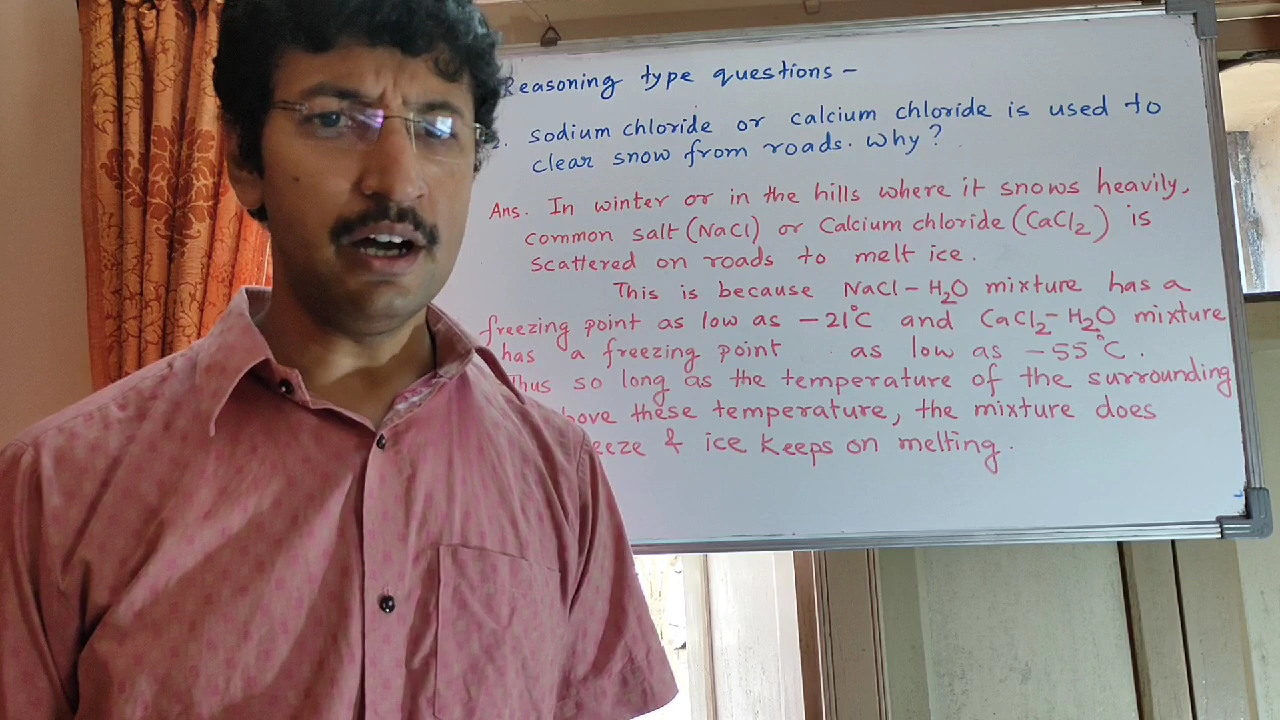 Reasoning type questions -
sodium chloride or calcium chloride is used to
clear snow from roads. Why?
Ans. In winter or in the hills where it snows heavily,
common salt (NaCl) or Calcium chloride (CaCl₂) is
scattered on roads to melt ice.
This is because NaCl - H₂O mixture has a
freezing point as low as -21°C and CaCl₂-H₂O mixture
has a freezing point as low as -55°C.
Thus so long as the temperature of the surrounding
these temperature, the mixture does
& ice keeps on melting.